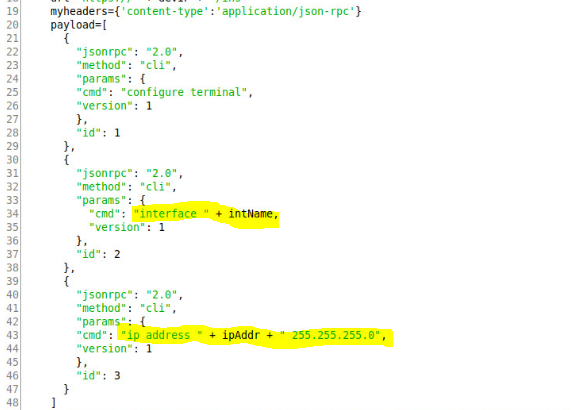 19 myheaders={'content-type':'application/json-rpc'}
20 payload=[
21 {
22 "jsonrpc": "2.0",
23 "method": "cli",
24 "params": {
25 "cmd": "configure terminal",
26 "version": 1
27 },
28 "id": 1
29 },
30 {
31 "jsonrpc": "2.0",
32 "method": "cli",
33 "params": {
34 "cmd": "interface " + intName,
35 "version": 1
36 },
37 "id": 2
38 },
39 {
40 "jsonrpc": "2.0",
41 "method": "cli",
42 "params": {
43 "cmd": "ip address " + ipAddr + " 255.255.255.0",
44 "version": 1
45 },
46 "id": 3
47 }
48 ]